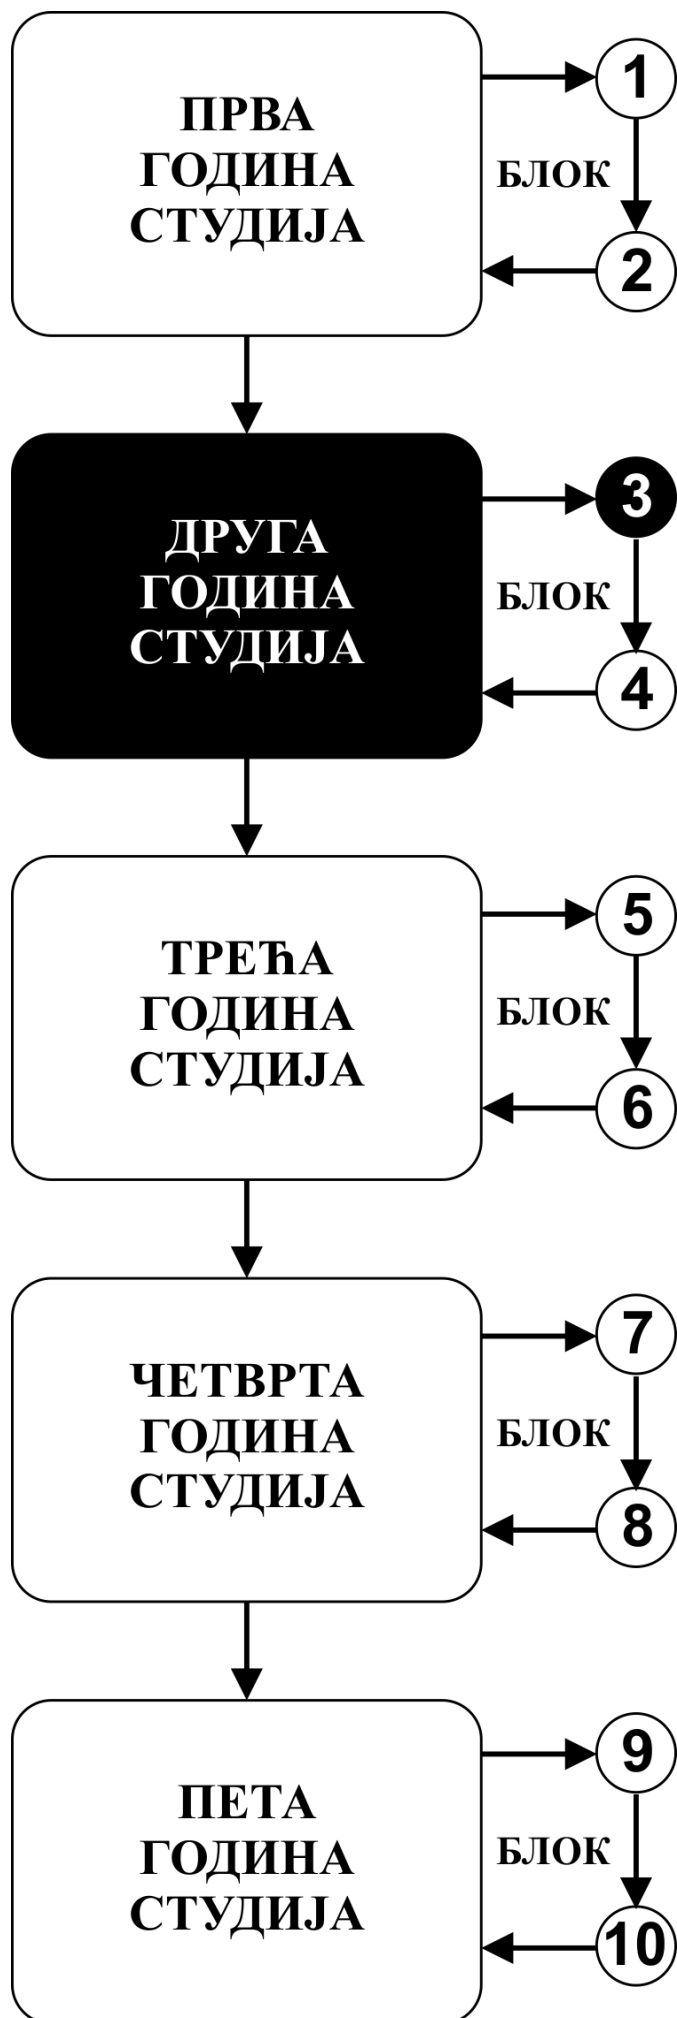 ПРВА
ГОДИНА
СТУДИЈА
1
БЛОК
2
ДРУГА
ГОДИНА
СТУДИЈА
3
БЛОК
4
ТРЕЋА
ГОДИНА
СТУДИЈА
5
БЛОК
6
ЧЕТВРТА
ГОДИНА
СТУДИЈА
7
БЛОК
8
ПЕТА
ГОДИНА
СТУДИЈА
9
БЛОК
10